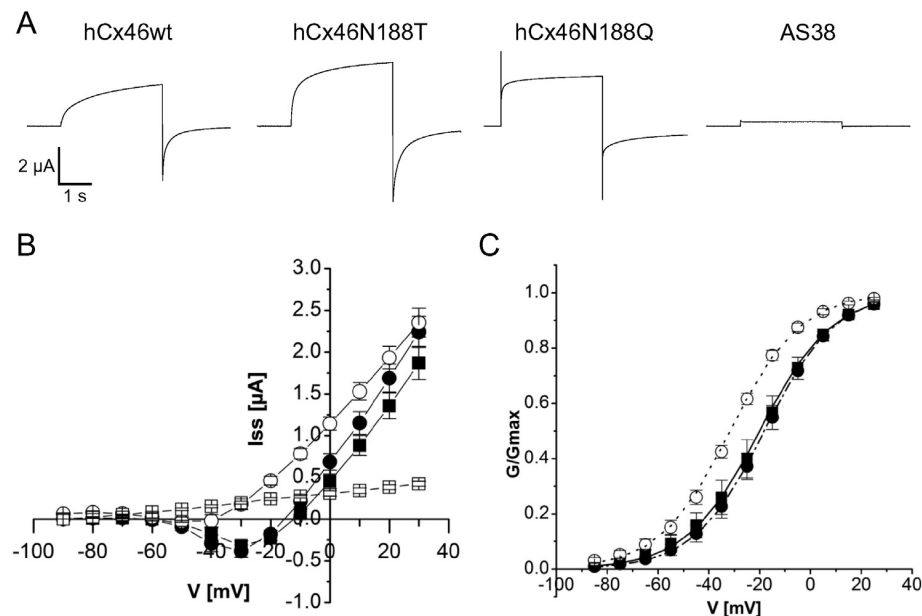 A
hCx46wt
hCx46N188T
hCx46N188Q
AS38
2 µA
1 s
B
3.0
2.5
2.0
1.5
1.0
0.5
0.0
-0.5
-1.0
Iss [µA]
-100 -80 -60 -40 -20 0 20 40
V [mV]
C
1.0
0.8
0.6
0.4
0.2
0.0
G/Gmax
-100 -80 -60 -40 -20 0 20 40
V [mV]